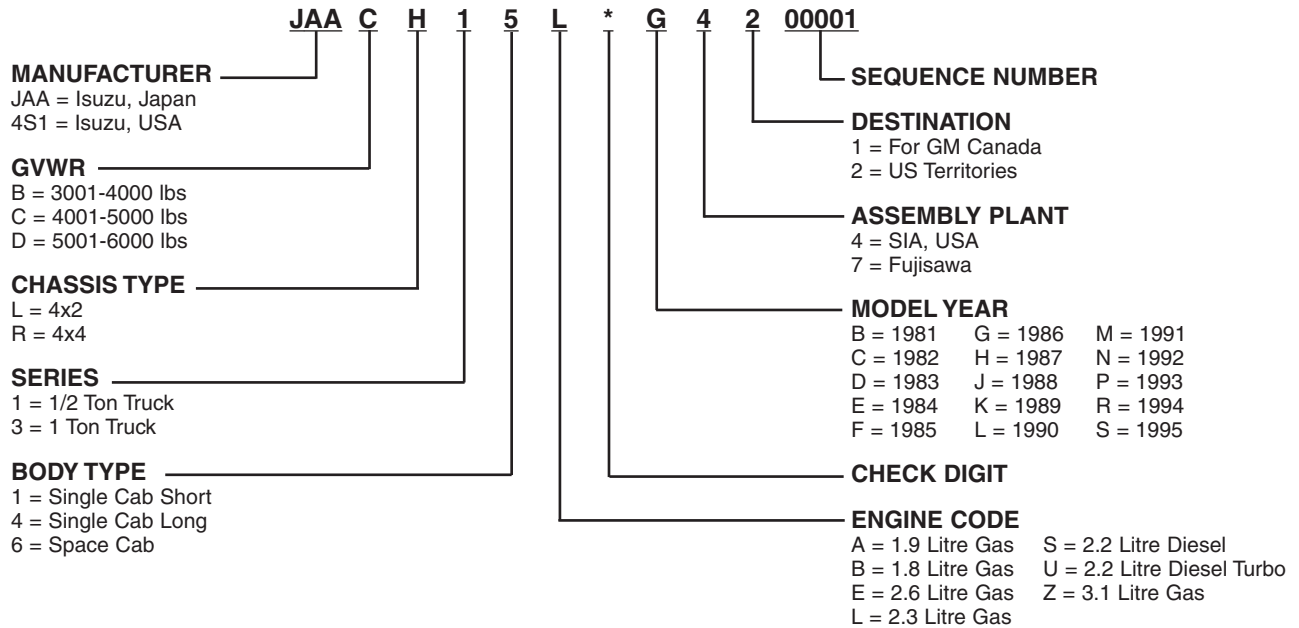 JAA C H 1 5 L * G 4 2 00001
MANUFACTURER
JAA = Isuzu, Japan
4S1 = Isuzu, USA
GVWR
B = 3001-4000 lbs
C = 4001-5000 lbs
D = 5001-6000 lbs
CHASSIS TYPE
L = 4x2
R = 4x4
SERIES
1 = 1/2 Ton Truck
3 = 1 Ton Truck
BODY TYPE
1 = Single Cab Short
4 = Single Cab Long
6 = Space Cab
SEQUENCE NUMBER
DESTINATION
1 = For GM Canada
2 = US Territories
ASSEMBLY PLANT
4 = SIA, USA
7 = Fujisawa
MODEL YEAR
B = 1981 G = 1986 M = 1991
C = 1982 H = 1987 N = 1992
D = 1983 J = 1988 P = 1993
E = 1984 K = 1989 R = 1994
F = 1985 L = 1990 S = 1995
CHECK DIGIT
ENGINE CODE
A = 1.9 Litre Gas S = 2.2 Litre Diesel
B = 1.8 Litre Gas U = 2.2 Litre Diesel Turbo
E = 2.6 Litre Gas Z = 3.1 Litre Gas
L = 2.3 Litre Gas